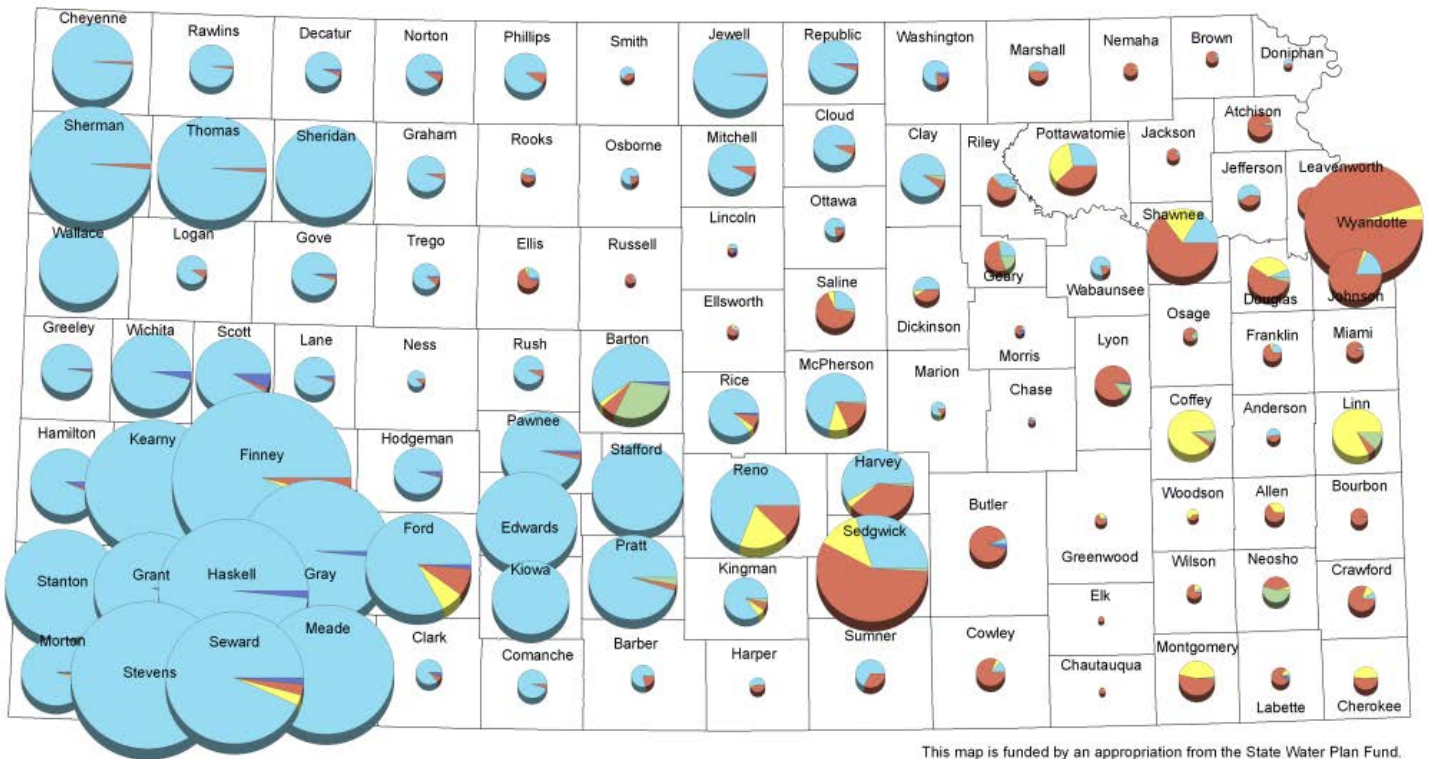 Cheyenne
Rawlins
Decatur
Norton
Phillips
Smith
Jewell
Republic
Washington
Marshall
Nemaha
Brown
Doniphan
Sherman
Thomas
Sheridan
Graham
Rooks
Osborne
Mitchell
Cloud
Clay
Riley
Pottawatomie
Jackson
Atchison
Jefferson
Leavenworth
Wyandotte
Wallace
Logan
Gove
Trego
Ellis
Russell
Lincoln
Ottawa
Saline
Dickinson
Geary
Wabaunsee
Shawnee
Douglas
Johnson
Ellsworth
Morris
Osage
Franklin
Miami
Greeley
Wichita
Scott
Lane
Ness
Rush
Barton
Rice
McPherson
Marion
Chase
Lyon
Coffey
Anderson
Linn
Hamilton
Kearny
Finney
Hodgeman
Pawnee
Stafford
Reno
Harvey
Butler
Greenwood
Woodson
Allen
Bourbon
Stanton
Grant
Haskell
Gray
Ford
Edwards
Kiowa
Pratt
Kingman
Sedgwick
Elk
Wilson
Neosho
Crawford
Morton
Stevens
Seward
Meade
Clark
Comanche
Barber
Harper
Sumner
Cowley
Chautauqua
Montgomery
Labette
Cherokee
This map is funded by an appropriation from the State Water Plan Fund.